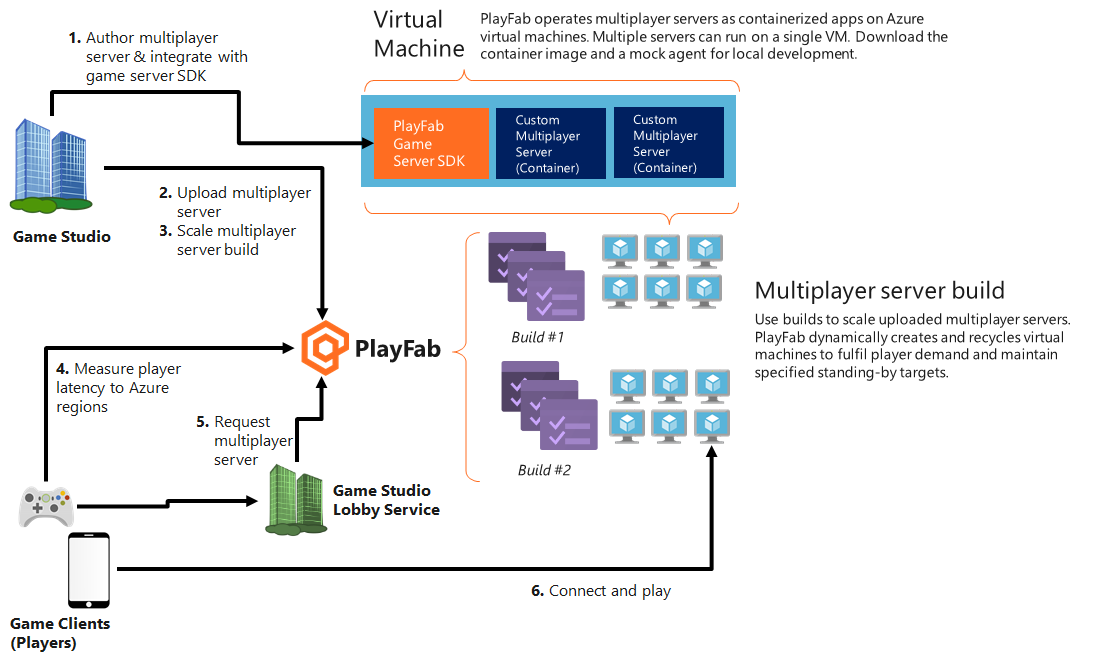 1. Author multiplayer
server & integrate with
game server SDK
Virtual
Machine
PlayFab operates multiplayer servers as containerized apps on Azure
virtual machines. Multiple servers can run on a single VM. Download the
container image and a mock agent for local development.
PlayFab
Game
Server SDK
Custom
Multiplayer
Server
(Container)
Custom
Multiplayer
Server
(Container)
Game Studio
2. Upload multiplayer
server
3. Scale multiplayer
server build
PlayFab
Build #1
Build #2
Multiplayer server build
Use builds to scale uploaded multiplayer servers.
PlayFab dynamically creates and recycles virtual
machines to fulfil player demand and maintain
specified standing-by targets.
4. Measure player
latency to Azure
regions
5. Request
multiplayer
server
Game Studio
Lobby Service
6. Connect and play
Game Clients
(Players)